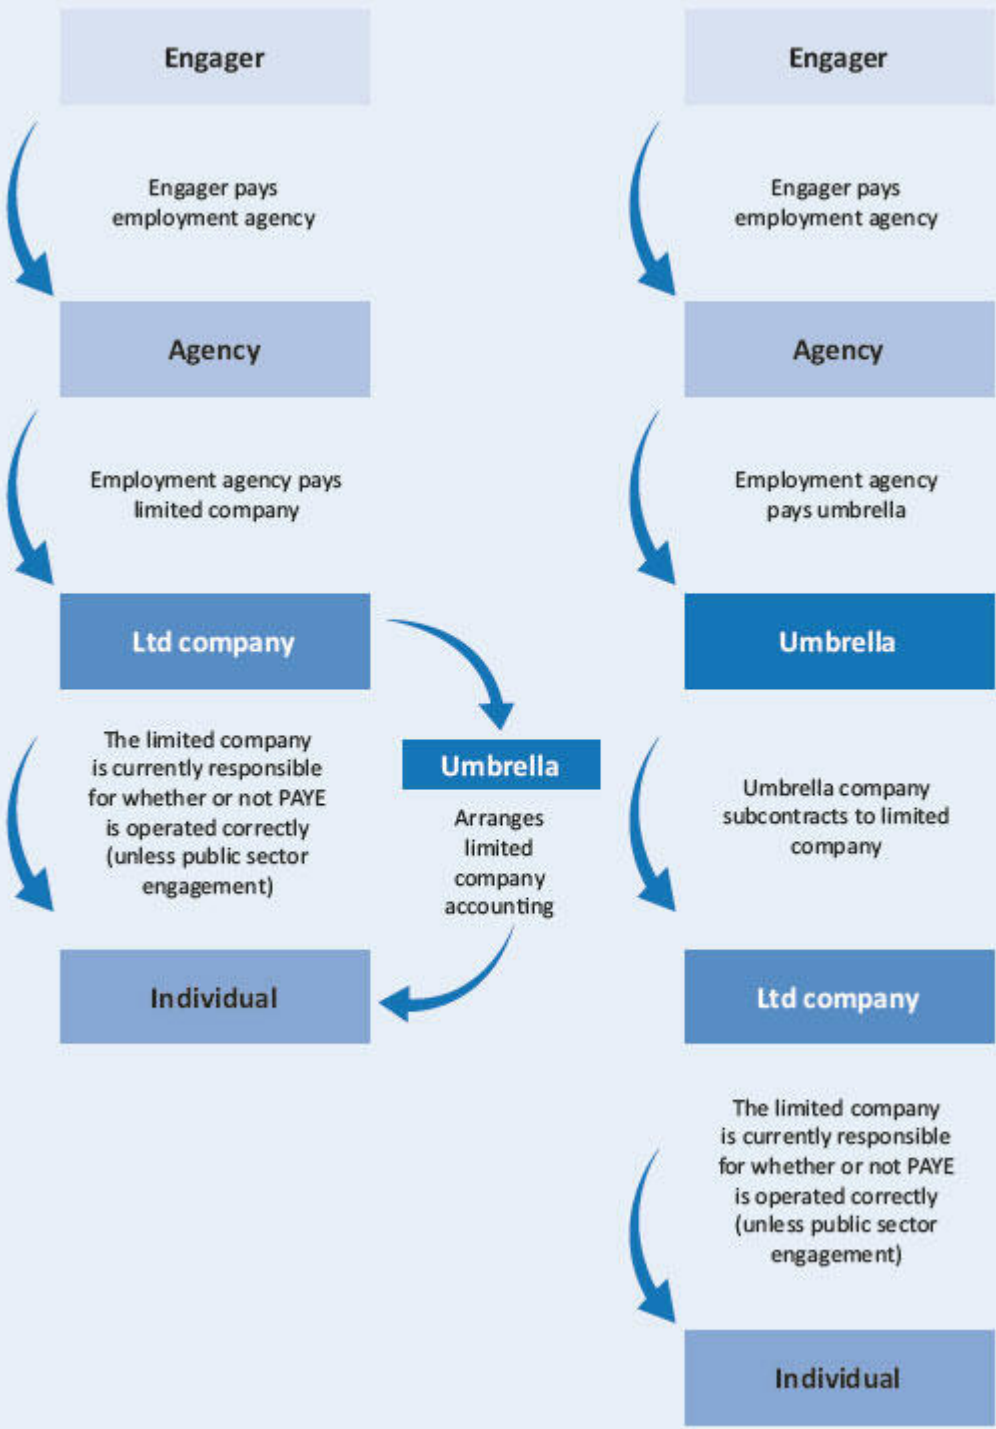 Engager
Engager pays
employment agency
Agency
Employment agency pays
limited company
Ltd company
The limited company
is currently responsible
for whether or not PAYE
is operated correctly
(unless public sector
engagement)
Umbrella
Arranges
limited
company
accounting
Individual
Engager
Engager pays
employment agency
Agency
Employment agency
pays umbrella
Umbrella
Umbrella company
subcontracts to limited
company
Ltd company
The limited company
is currently responsible
for whether or not PAYE
is operated correctly
(unless public sector
engagement)
Individual